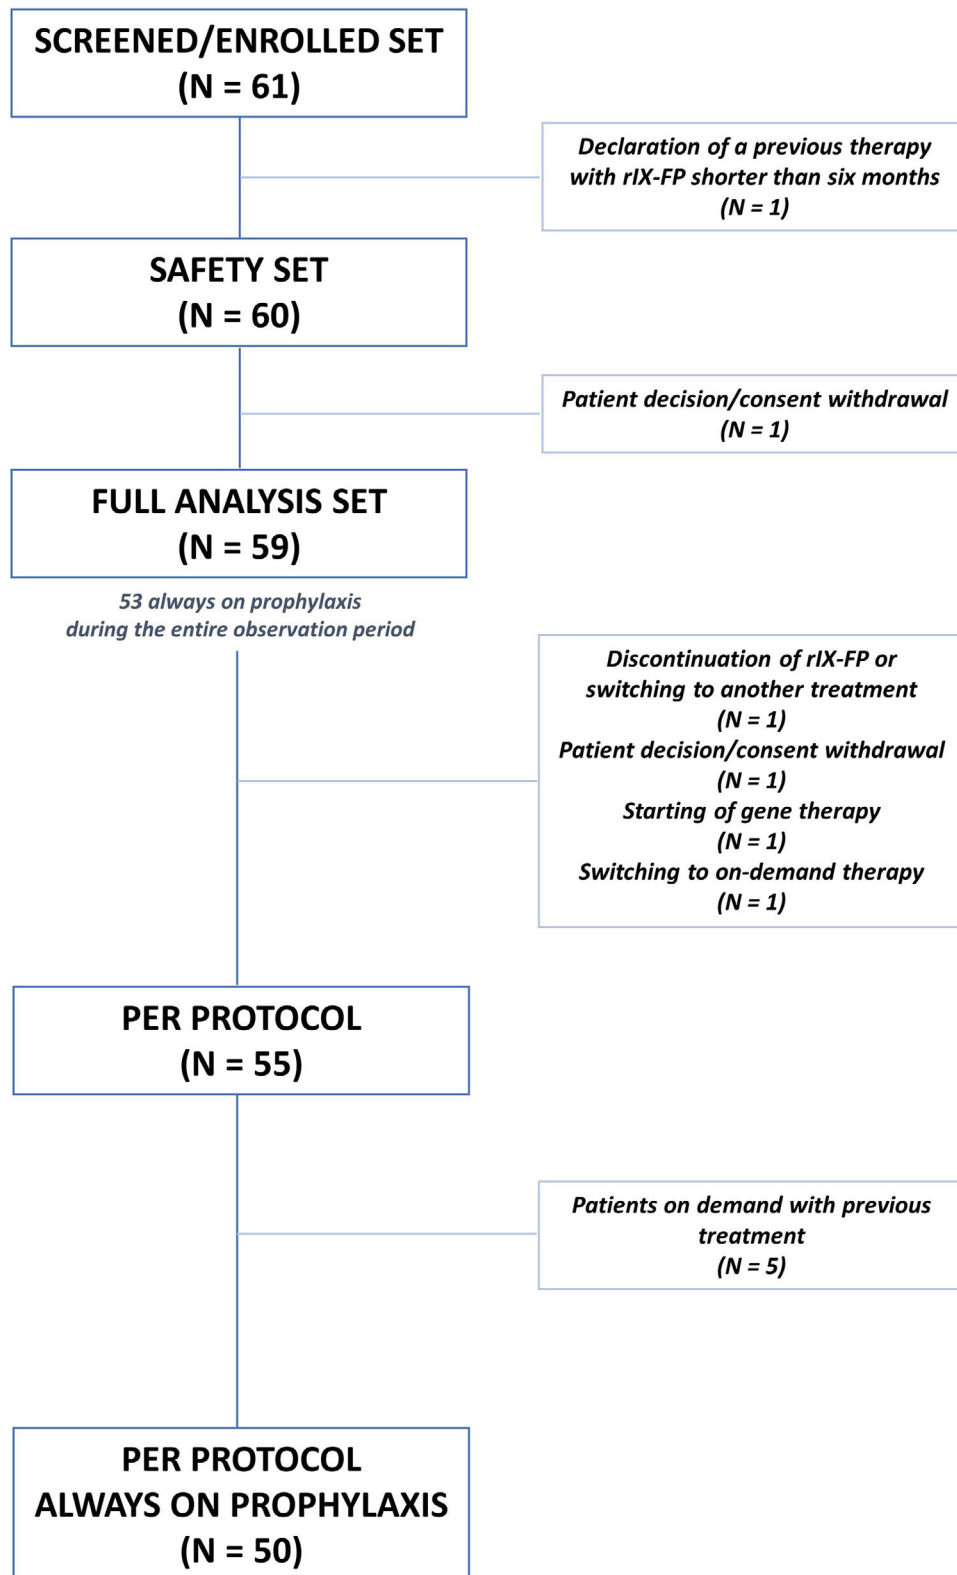 SCREENED/ENROLLED SET
(N = 61)
Declaration of a previous therapy
with rIX-FP shorter than six months
(N = 1)
SAFETY SET
(N = 60)
Patient decision/consent withdrawal
(N = 1)
FULL ANALYSIS SET
(N = 59)
53 always on prophylaxis
during the entire observation period
Discontinuation of rIX-FP or
switching to another treatment
(N = 1)
Patient decision/consent withdrawal
(N = 1)
Starting of gene therapy
(N = 1)
Switching to on-demand therapy
(N = 1)
PER PROTOCOL
(N = 55)
Patients on demand with previous
treatment
(N = 5)
PER PROTOCOL
ALWAYS ON PROPHYLAXIS
(N = 50)